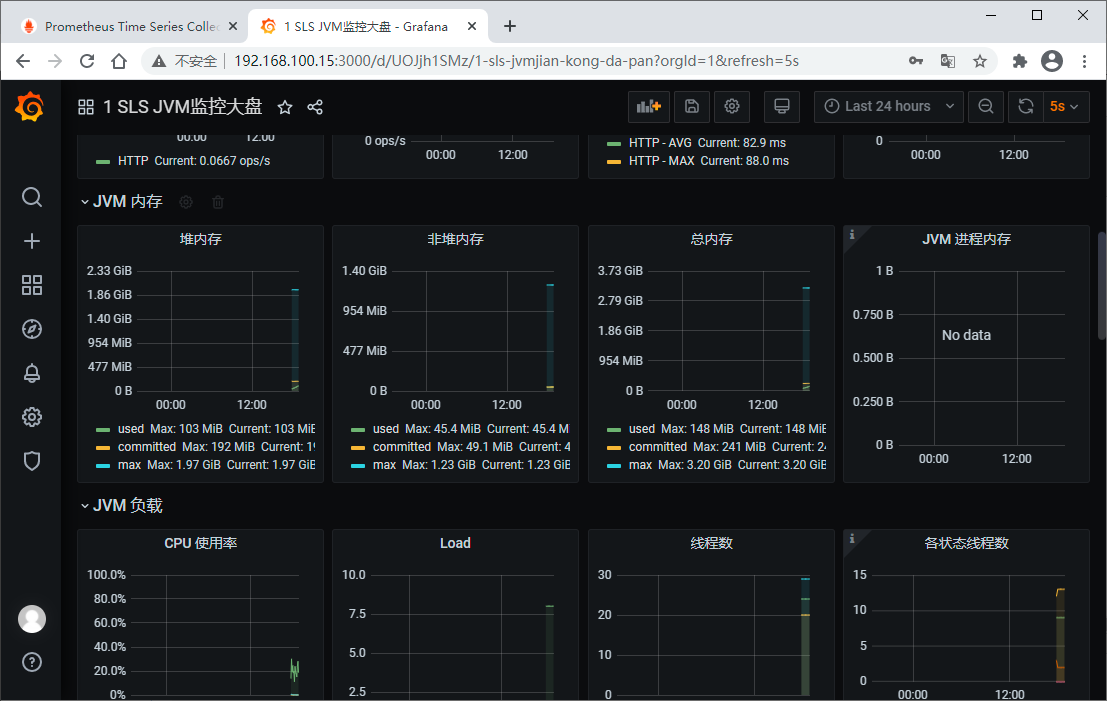 Prometheus Time Series Collec
1 SLS JVM监控大盘 - Grafana
不安全 192.168.100.15:3000/d/UOJjh1SMz/1-sls-jvmjian-kong-da-pan?orgId=1&refresh=5s
1 SLS JVM监控大盘
Last 24 hours
5s
00:00 12:00
HTTP Current: 0.0667 ops/s
0 ops/s
00:00 12:00
HTTP - AVG Current: 82.9 ms
HTTP - MAX Current: 88.0 ms
0
00:00 12:00
JVM 内存
堆内存
2.33 GiB
1.86 GiB
1.40 GiB
954 MiB
477 MiB
0 B
00:00 12:00
used Max: 103 MiB Current: 103 MiB
committed Max: 192 MiB Current: 19
max Max: 1.97 GiB Current: 1.97 GiB
非堆内存
1.40 GiB
954 MiB
477 MiB
0 B
00:00 12:00
used Max: 45.4 MiB Current: 45.4 M
committed Max: 49.1 MiB Current: 4
max Max: 1.23 GiB Current: 1.23 GiB
总内存
3.73 GiB
2.79 GiB
1.86 GiB
954 MiB
0 B
00:00 12:00
used Max: 148 MiB Current: 148 MiB
committed Max: 241 MiB Current: 24
max Max: 3.20 GiB Current: 3.20 GiB
JVM 进程内存
1 B
0.750 B
0.500 B
0.250 B
0 B
No data
00:00 12:00
JVM 负载
CPU 使用率
100.0%
80.0%
60.0%
40.0%
20.0%
0%
Load
10.0
7.5
5.0
2.5
线程数
30
20
10
0
各状态线程数
15
10
5
0
00:00 12:00